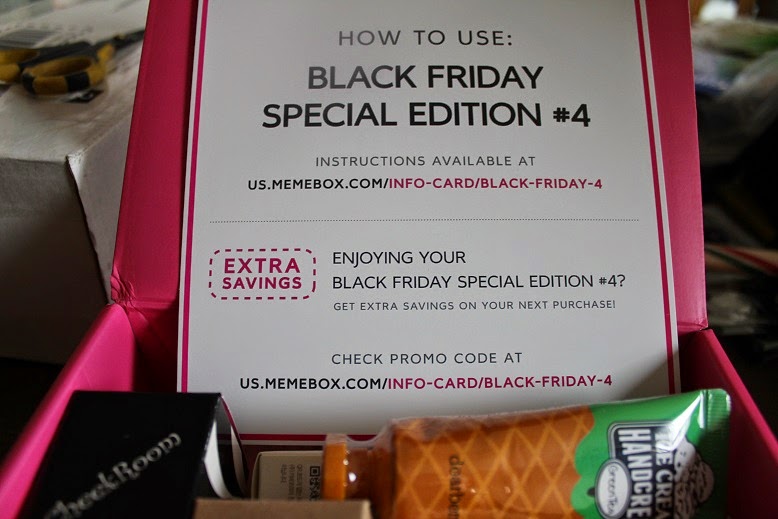 HOW TO USE:
BLACK FRIDAY
SPECIAL EDITION #4
INSTRUCTIONS AVAILABLE AT
US.MEMEBOX.COM/INFO-CARD/BLACK-FRIDAY-4
EXTRA
SAVINGS
ENJOYING YOUR
BLACK FRIDAY SPECIAL EDITION #4?
GET EXTRA SAVINGS ON YOUR NEXT PURCHASE!
CHECK PROMO CODE AT
US.MEMEBOX.COM/INFO-CARD/BLACK-FRIDAY-4
CheekRoom
ICE CREA
HANDCRE